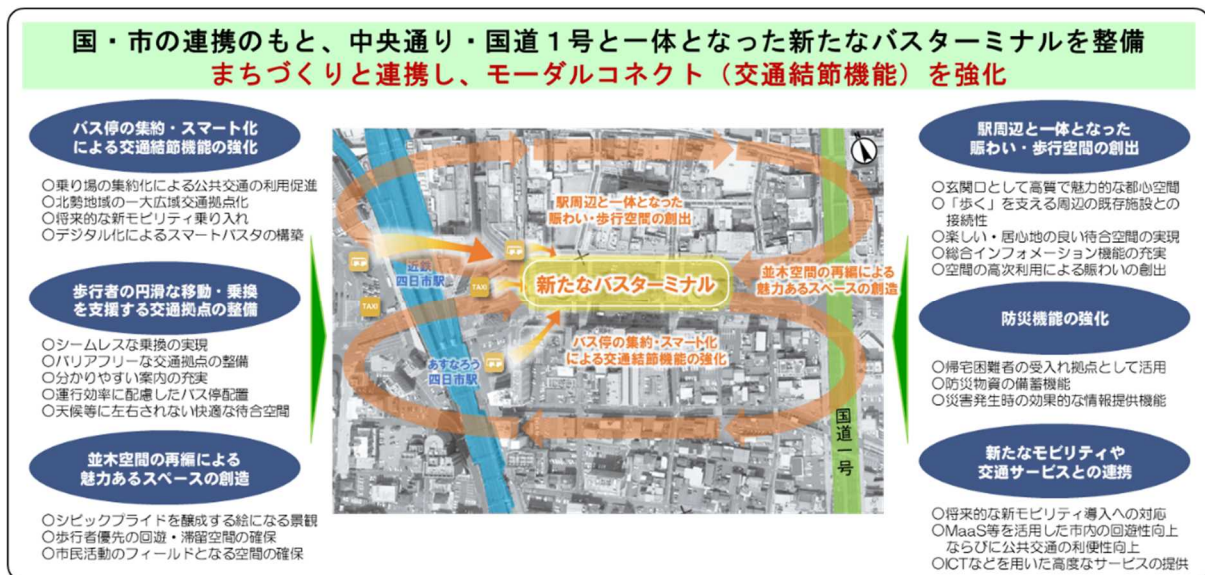 国・市の連携のもと、中央通り・国道１号と一体となった新たなバスターミナルを整備
まちづくりと連携し、モーダルコネクト（交通結節機能）を強化
バス停の集約・スマート化
による交通結節機能の強化
○乗り場の集約化による公共交通の利用促進
○北勢地域の一大広域交通拠点化
○将来的な新モビリティ乗り入れ
○デジタル化によるスマートバスタの構築
歩行者の円滑な移動・乗換
を支援する交通拠点の整備
○シームレスな乗換の実現
○バリアフリーな交通拠点の整備
○分かりやすい案内の充実
○運行効率に配慮したバス停配置
○天候等に左右されない快適な待合空間
並木空間の再編による
魅力あるスペースの創造
○シビックプライドを醸成する絵になる景観
○歩行者優先の回遊・滞留空間の確保
○市民活動のフィールドとなる空間の確保
駅周辺と一体となった
賑わい・歩行空間の創出
近鉄
四日市駅
TAXI
TAXI
新たなバスターミナル
並木空間の再編による
魅力あるスペースの創造
バス停の集約・スマート化
による交通結節機能の強化
あすなろう
四日市駅
国道一号
駅周辺と一体となった
賑わい・歩行空間の創出
○玄関口として高質で魅力的な都心空間
○「歩く」を支える周辺の既存施設との
接続性
○楽しい・居心地の良い待合空間の実現
○総合インフォメーション機能の充実
○空間の高次利用による賑わいの創出
防災機能の強化
○帰宅困難者の受入れ拠点として活用
○防災物資の備蓄機能
○災害発生時の効果的な情報提供機能
新たなモビリティや
交通サービスとの連携
○将来的な新モビリティ導入への対応
○MaaS等を活用した市内の回遊性向上
ならびに公共交通の利便性向上
○ICTなどを用いた高度なサービスの提供